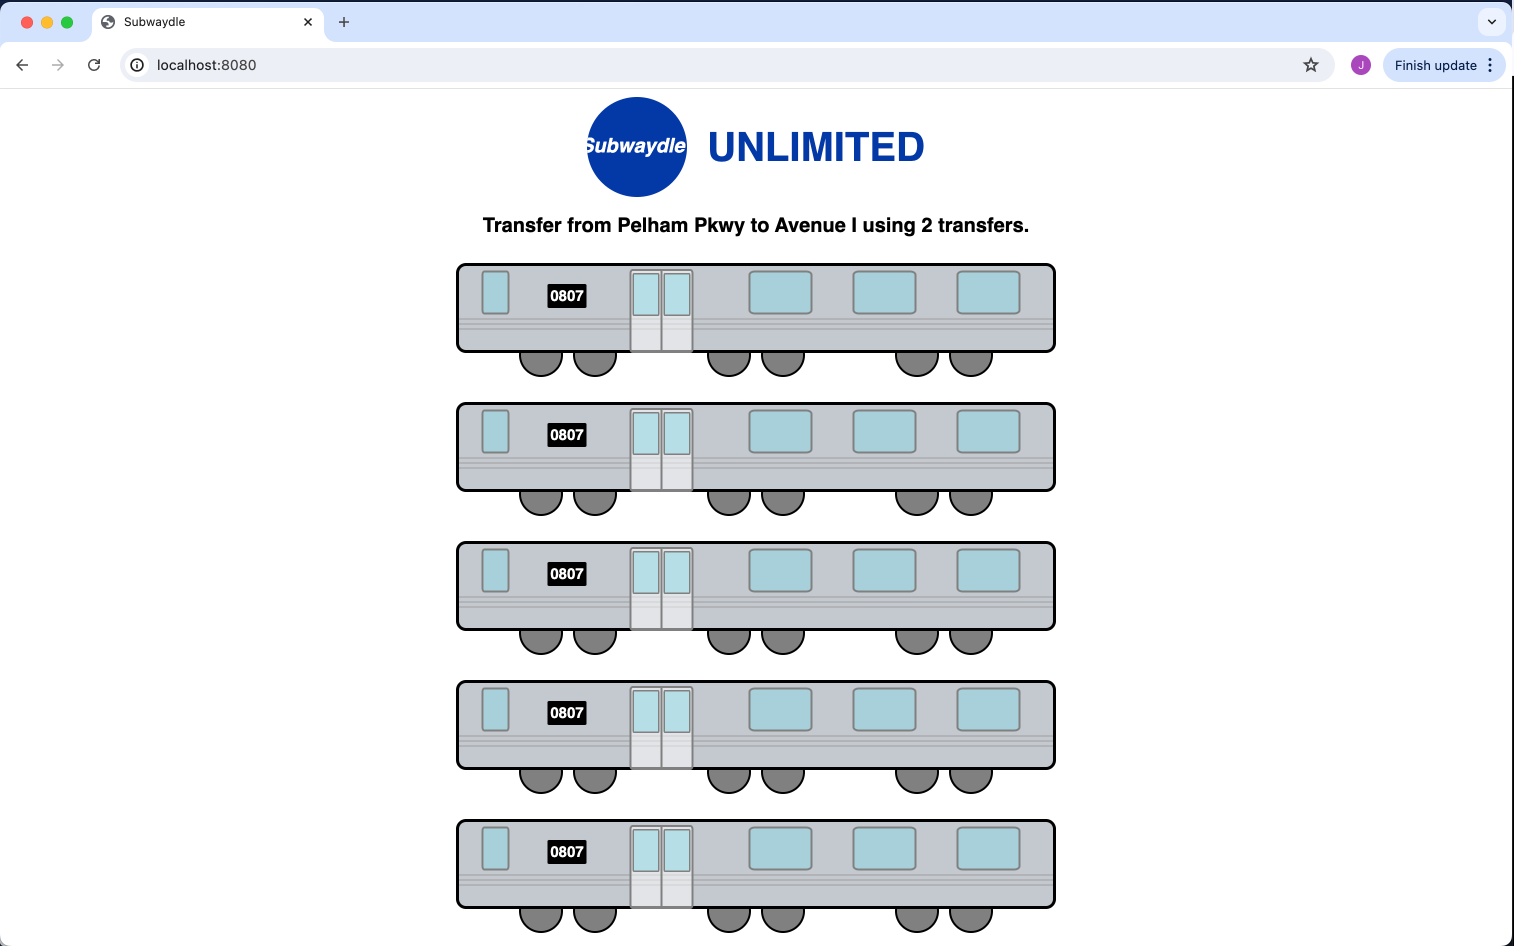 Subwaydle
localhost:8080
J
Finish update
Subwaydle
UNLIMITED
Transfer from Pelham Pkwy to Avenue I using 2 transfers.
0807
0807
0807
0807
0807